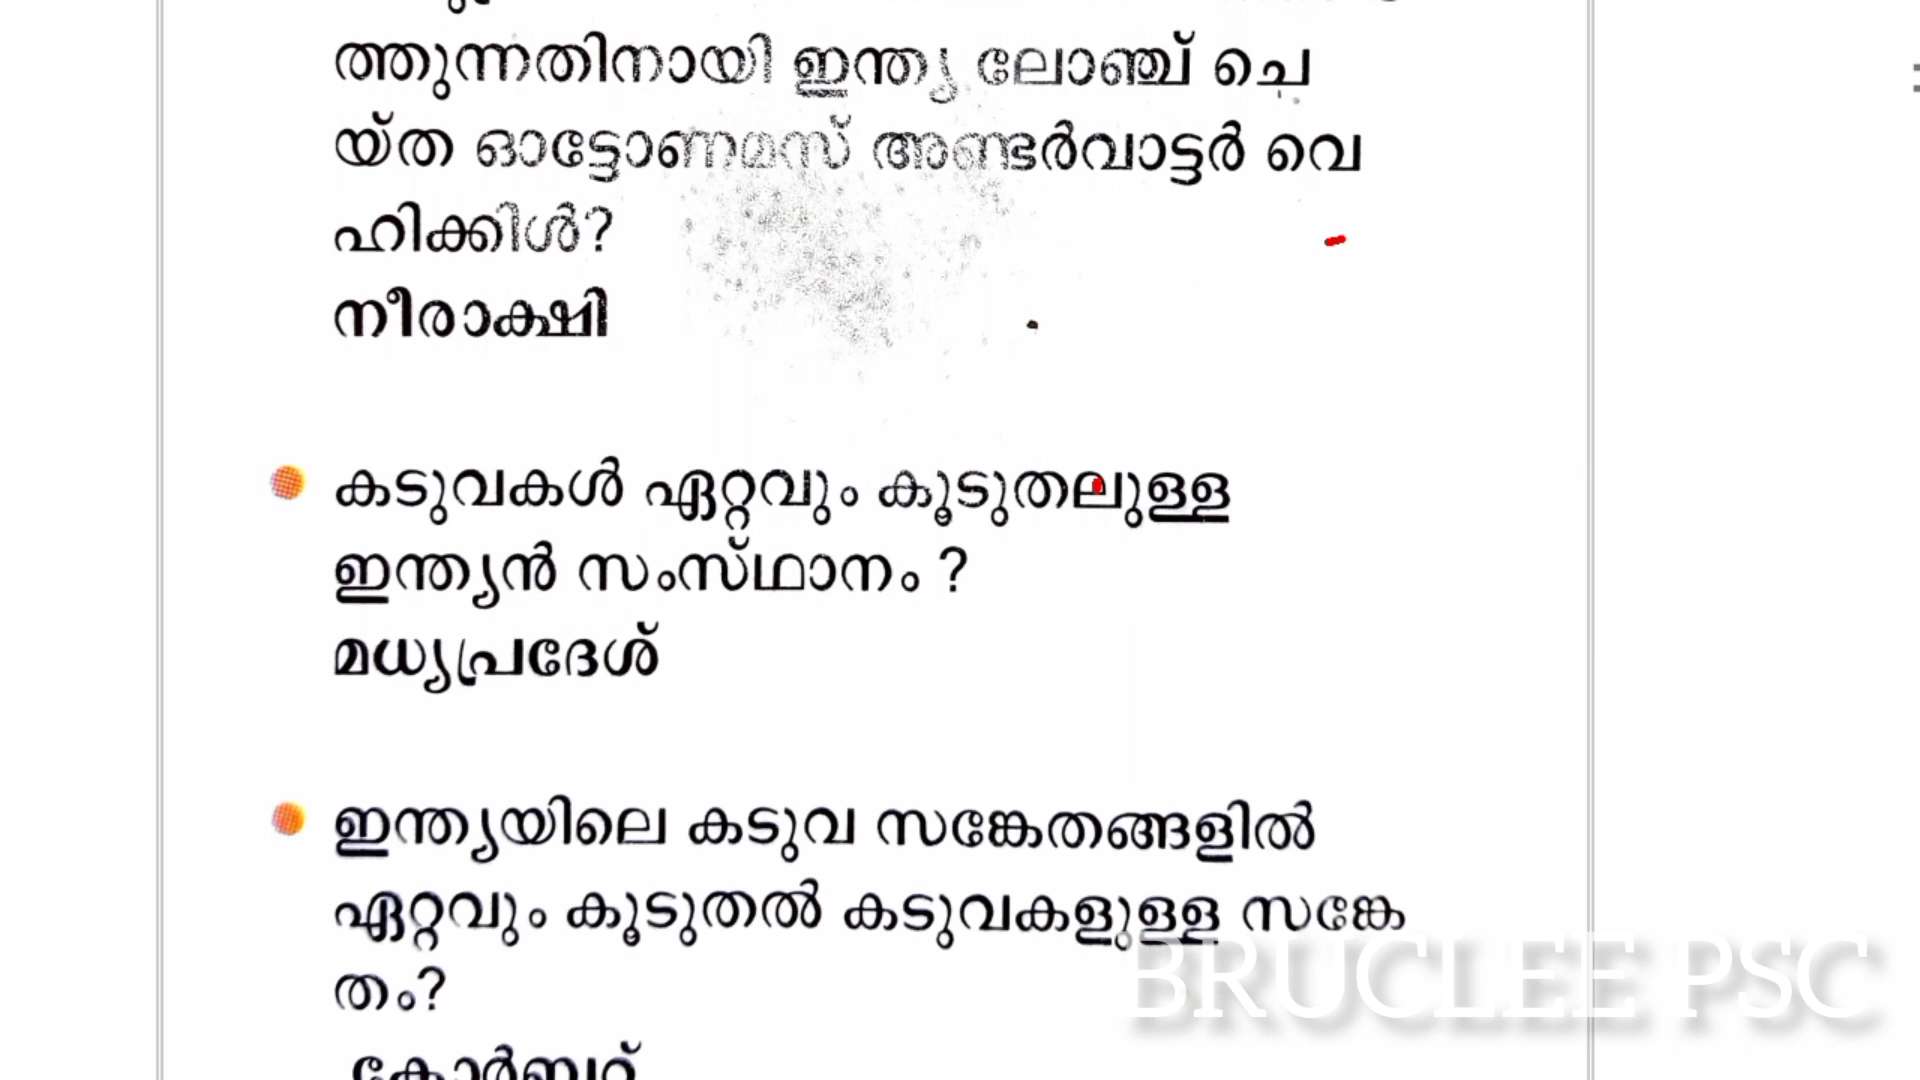 ത്തുന്നതിനായി ഇന്ത്യ ലോഞ്ച് ചെ
യ്ത ഓട്ടോണമസ് അണ്ടർവാട്ടർ വെ
ഹിക്കിൾ?
നീരാക്ഷി
കടുവകൾ ഏറ്റവും കൂടുതലുള്ള
ഇന്ത്യൻ സംസ്ഥാനം ?
മധ്യപ്രദേശ്
ഇന്ത്യയിലെ കടുവ സങ്കേതങ്ങളിൽ
ഏറ്റവും കൂടുതൽ കടുവകളുള്ള സങ്കേ
തം?
കോർബറ്റ്
BRUCLEE PSC